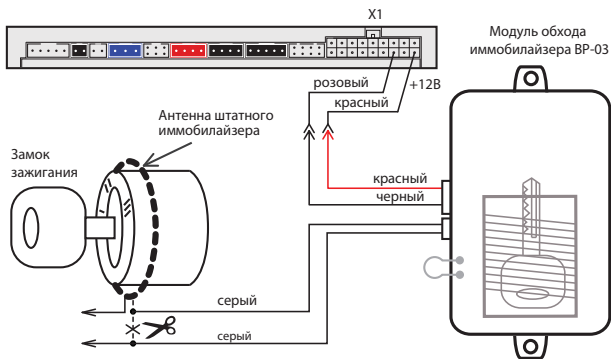 X1
Модуль обхода
иммобилайзера BP-03
розовый
+12В
красный
Антенна штатного
иммобилайзера
Замок
зажигания
красный
черный
серый
серый